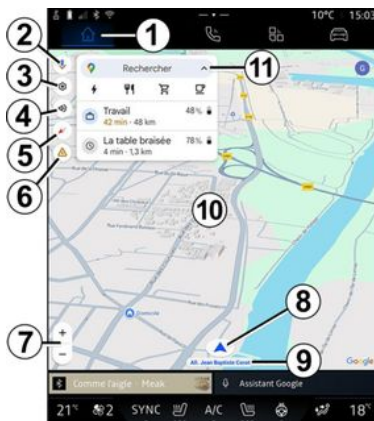 10°C 15:03
1
2
3
4
5
6
7
8
9
10
11
Rechercher
G
Travail
48%
42 min - 48 km
La table braisée
78%
4 min - 1,3 km
Domicile
+
−
All. Jean Baptiste Corot
Google
Comme l'aigle - Meak
Assistant Google
21°c 2 SYNC A/C 18°c